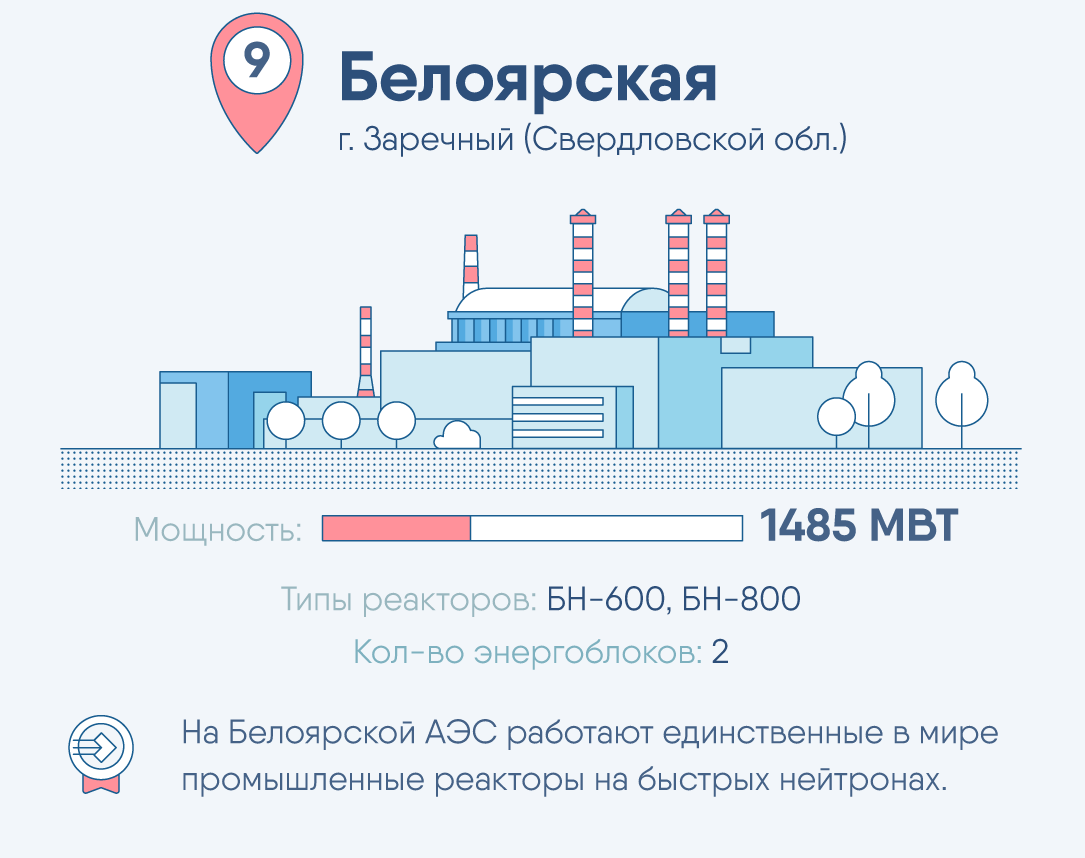 9
Белоярская
г. Заречный (Свердловской обл.)
Мощность: 1485 МВТ
Типы реакторов: БН-600, БН-800
Кол-во энергоблоков: 2
На Белоярской АЭС работают единственные в мире
промышленные реакторы на быстрых нейтронах.